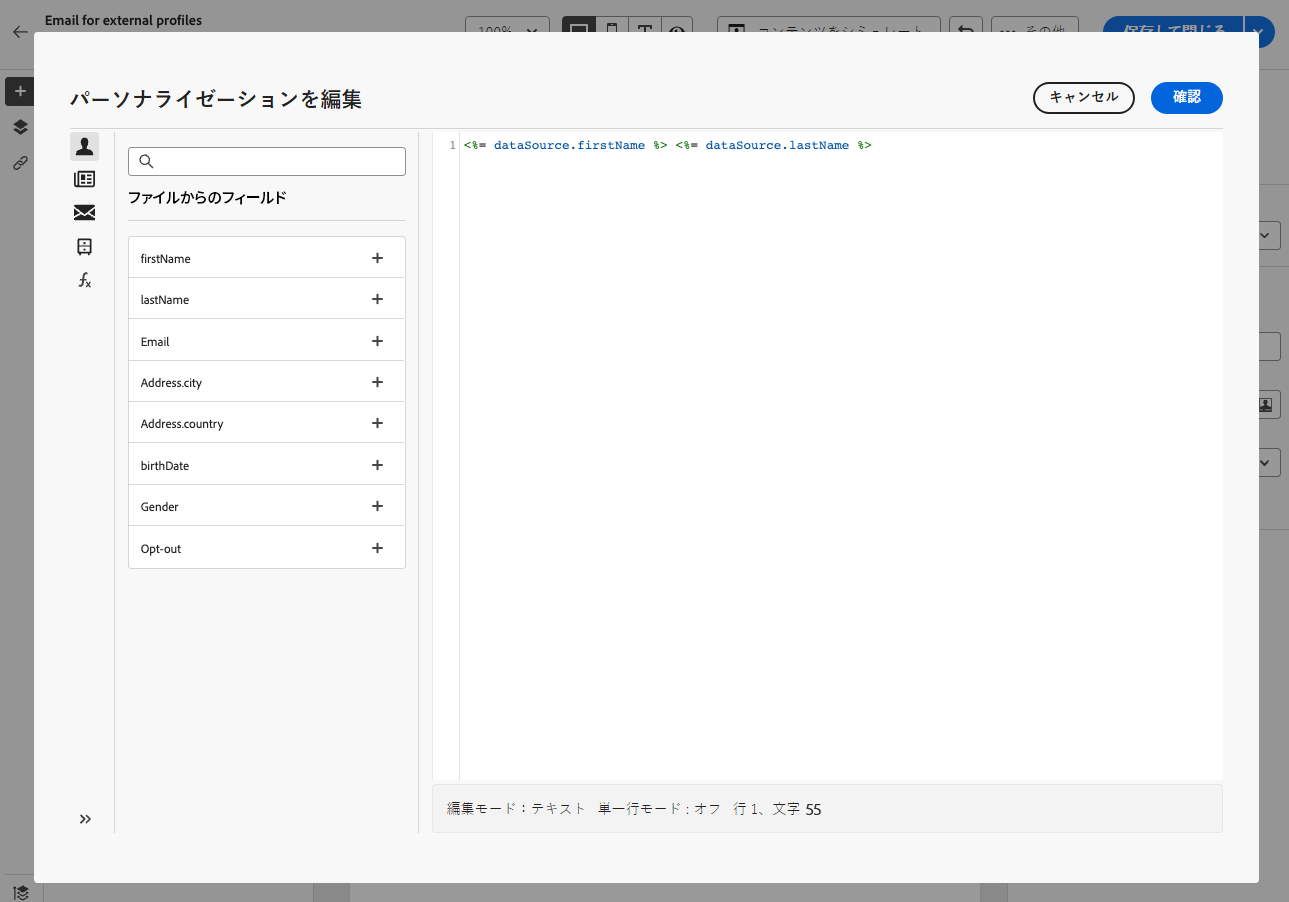 Email for external profiles
100%
コンテンツをシミュレート
その他
保存して閉じる
パーソナライゼーションを編集
キャンセル
確認
1 <%= dataSource.firstName %> <%= dataSource.lastName %>
ファイルからのフィールド
firstName
lastName
Email
Address.city
Address.country
birthDate
Gender
Opt-out
編集モード：テキスト 単一行モード : オフ 行 1、文字 55